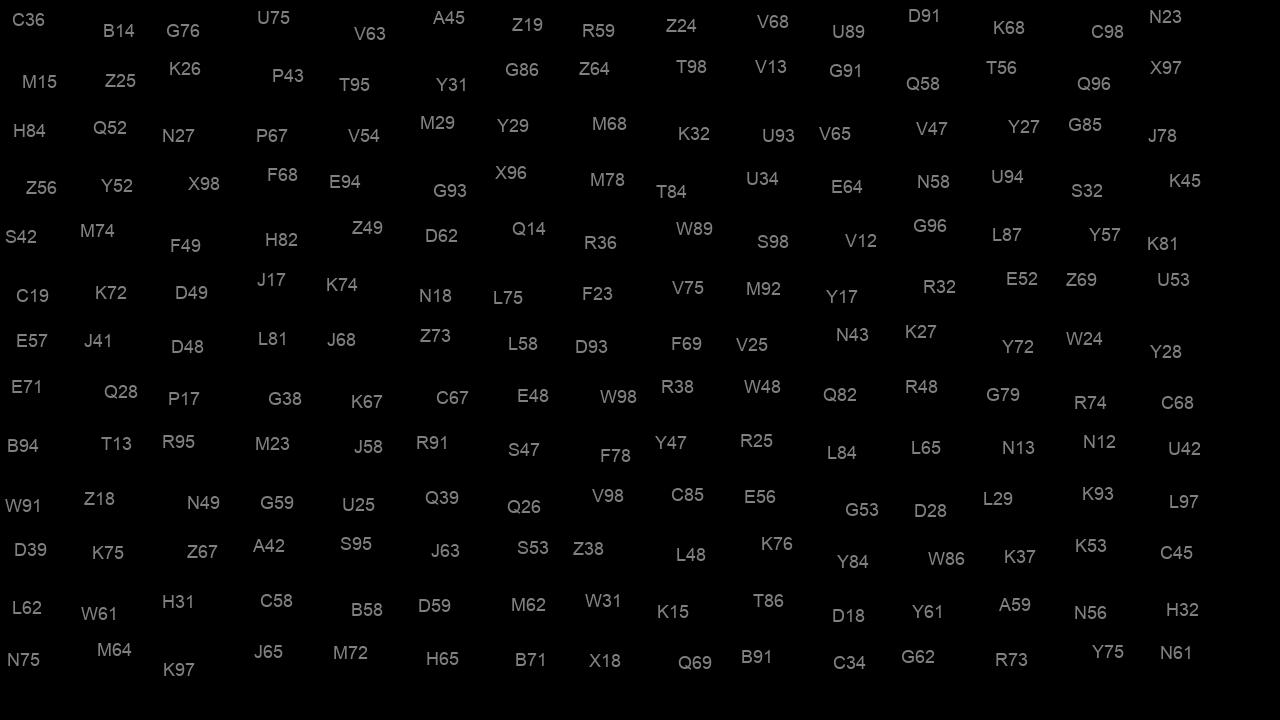 C36 B14 G76 U75 V63 A45 Z19 R59 Z24 V68 U89 D91 K68 C98 N23
M15 Z25 K26 P43 T95 Y31 G86 Z64 T98 V13 G91 Q58 T56 Q96 X97
H84 Q52 N27 P67 V54 M29 Y29 M68 K32 U93 V65 V47 Y27 G85 J78
Z56 Y52 X98 F68 E94 G93 X96 M78 T84 U34 E64 N58 U94 S32 K45
S42 M74 F49 H82 Z49 D62 Q14 R36 W89 S98 V12 G96 L87 Y57 K81
C19 K72 D49 J17 K74 N18 L75 F23 V75 M92 Y17 R32 E52 Z69 U53
E57 J41 D48 L81 J68 Z73 L58 D93 F69 V25 N43 K27 Y72 W24 Y28
E71 Q28 P17 G38 K67 C67 E48 W98 R38 W48 Q82 R48 G79 R74 C68
B94 T13 R95 M23 J58 R91 S47 F78 Y47 R25 L84 L65 N13 N12 U42
W91 Z18 N49 G59 U25 Q39 Q26 V98 C85 E56 G53 D28 L29 K93 L97
D39 K75 Z67 A42 S95 J63 S53 Z38 L48 K76 Y84 W86 K37 K53 C45
L62 W61 H31 C58 B58 D59 M62 W31 K15 T86 D18 Y61 A59 N56 H32
N75 M64 K97 J65 M72 H65 B71 X18 Q69 B91 C34 G62 R73 Y75 N61